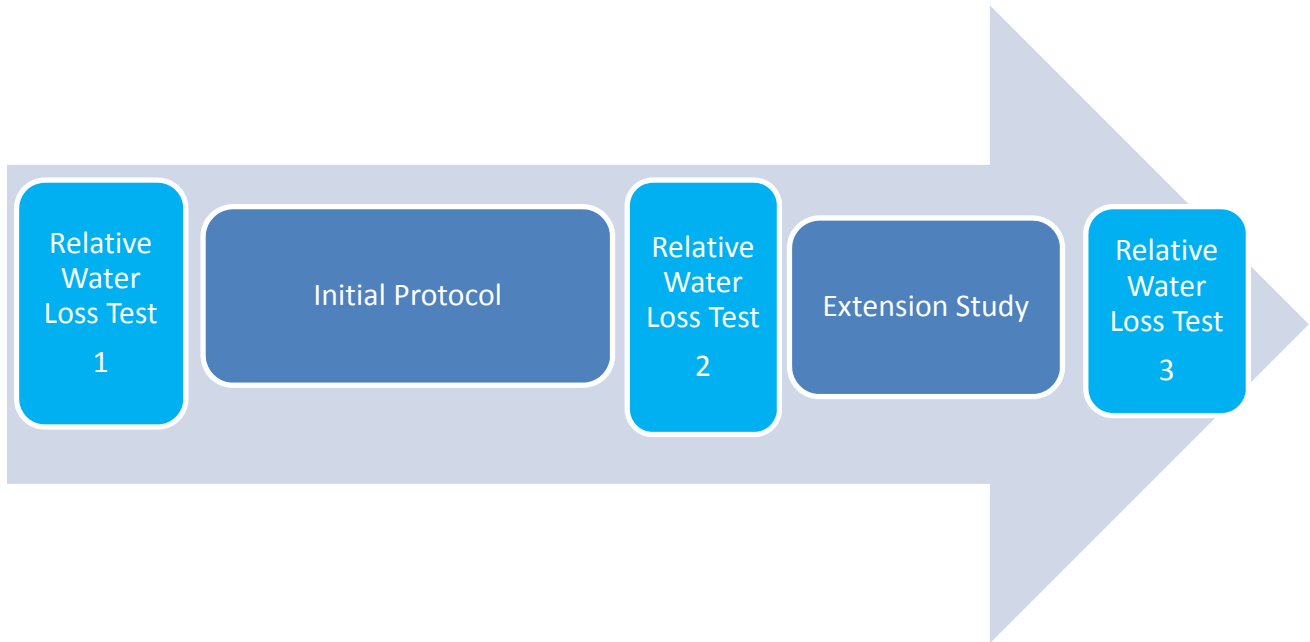 Relative
Water
Loss Test
1
Initial Protocol
Relative
Water
Loss Test
2
Extension Study
Relative
Water
Loss Test
3